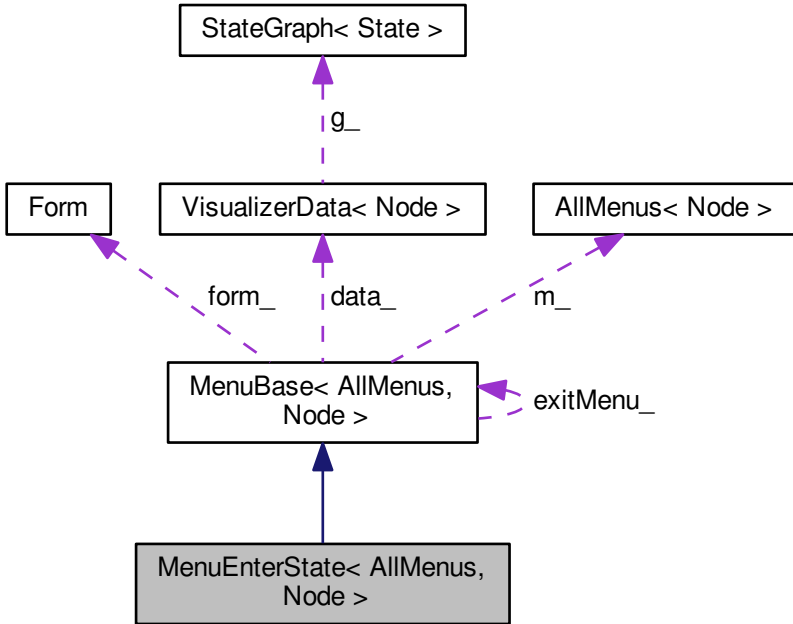 StateGraph< State >
g_
Form
VisualizerData< Node >
AllMenus< Node >
form_
data_
m_
MenuBase< AllMenus,
Node >
exitMenu_
MenuEnterState< AllMenus,
Node >